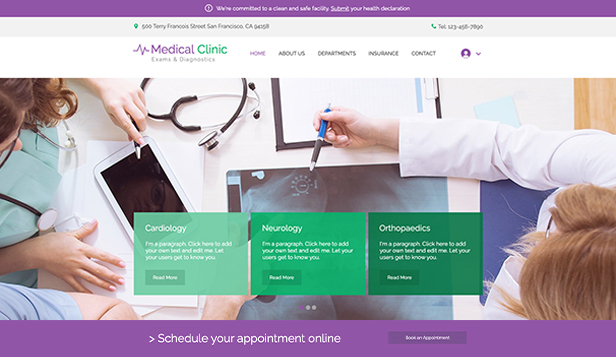 We're committed to a clean and safe facility. Submit your health declaration
500 Terry Francois Street San Francisco, CA 94158
Tel: 123-456-7890
Medical Clinic
Exams & Diagnostics
HOME ABOUT US DEPARTMENTS INSURANCE CONTACT
Cardiology
I'm a paragraph. Click here to add
your own text and edit me. Let your
users get to know you.
Read More
Neurology
I'm a paragraph. Click here to
add your own text and edit me.
Let your users get to know you.
Read More
Orthopaedics
I'm a paragraph. Click here to add
your own text and edit me. Let your
users get to know you.
Read More
> Schedule your appointment online
Book an Appointment